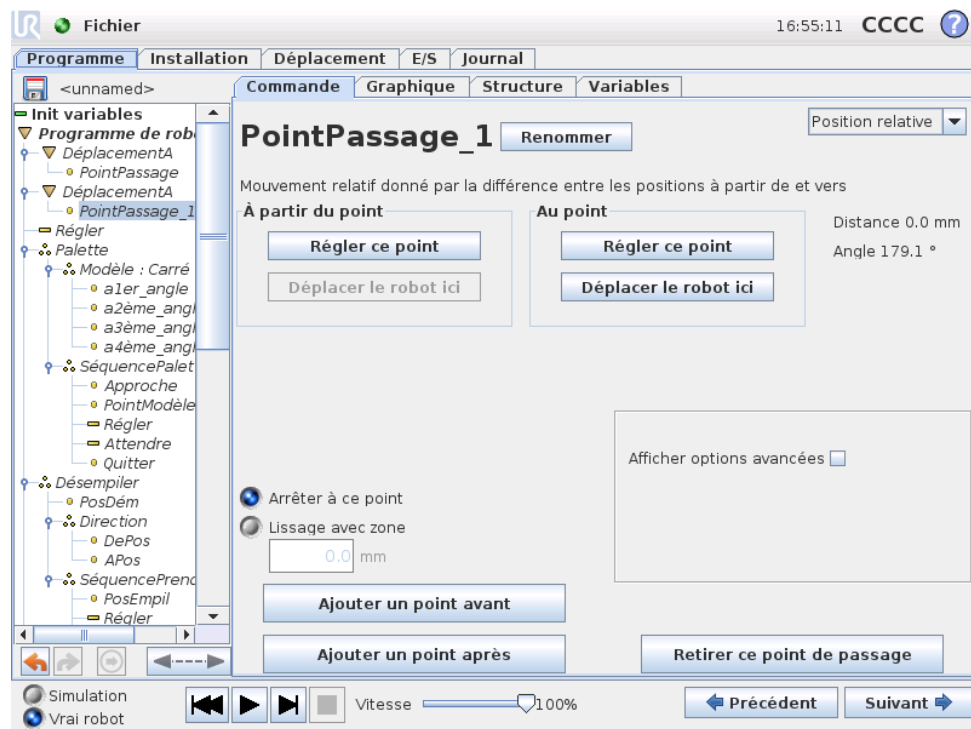 UR Fichier 16:55:11 CCCC ?
Programme Installation Déplacement E/S Journal
<unnamed>
Commande Graphique Structure Variables
Init variables
Programme de rob
DéplacementA
PointPassage
DéplacementA
PointPassage_1
Régler
Palette
Modèle : Carré
a1er_angle
a2ème_angl
a3ème_angl
a4ème_angl
SéquencePalet
Approche
PointModèle
Régler
Attendre
Quitter
Désempiler
PosDém
Direction
DePos
APos
SéquencePrend
PosEmpil
Régler
PointPassage_1 Renommer
Position relative
Mouvement relatif donné par la différence entre les positions à partir de et vers
À partir du point
Régler ce point
Déplacer le robot ici
Au point
Régler ce point
Déplacer le robot ici
Distance 0.0 mm
Angle 179.1 °
Afficher options avancées
Arrêter à ce point
Lissage avec zone
0.0 mm
Ajouter un point avant
Ajouter un point après
Retirer ce point de passage
Simulation
Vrai robot
Vitesse 100%
Précédent Suivant